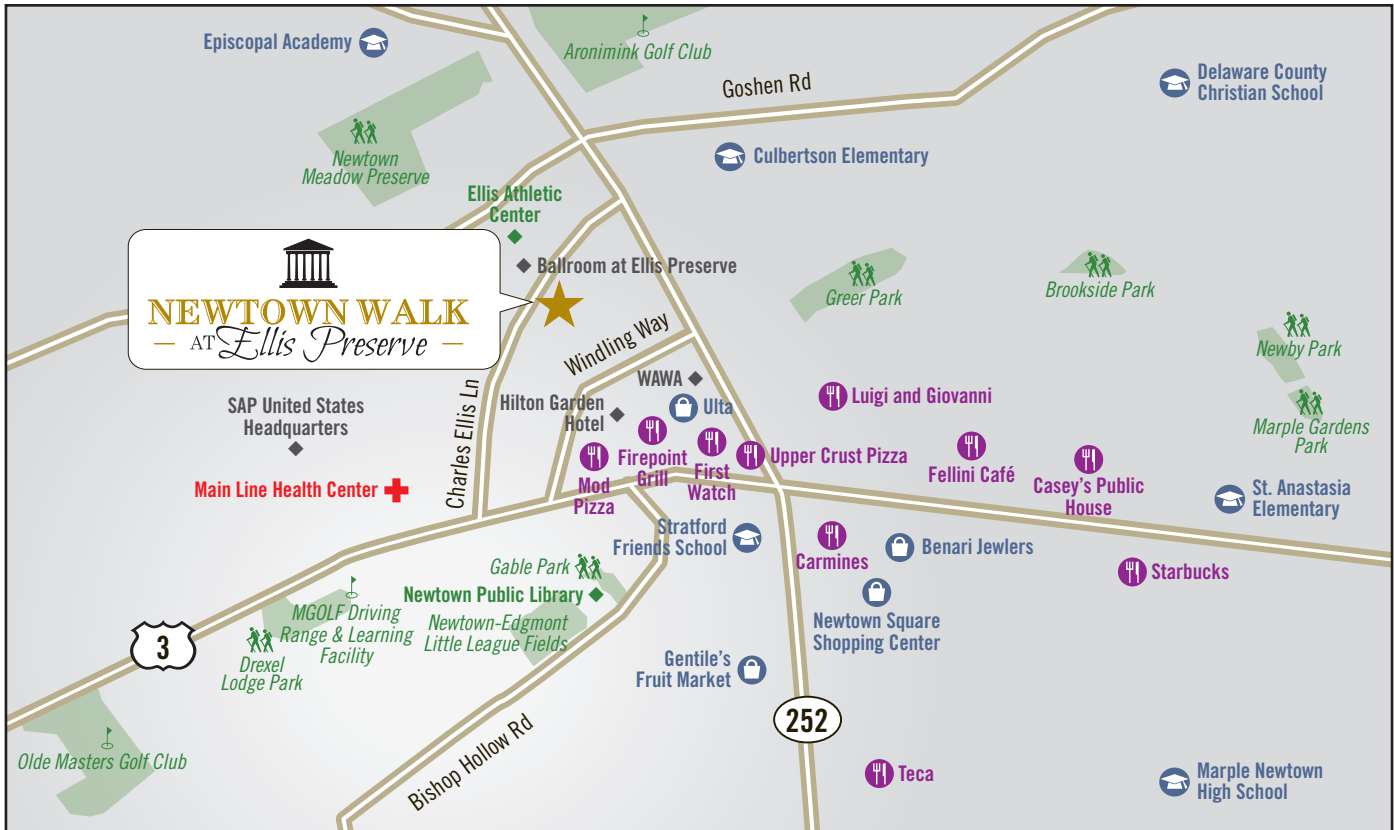 Episcopal Academy
Aronimink Golf Club
Goshen Rd
Delaware County
Christian School
Newtown
Meadow Preserve
Culbertson Elementary
Ellis Athletic
Center
Ballroom at Ellis Preserve
NEWTOWN WALK
— AT Ellis Preserve —
Greer Park
Brookside Park
Newby Park
Marple Gardens
Park
Windling Way
WAWA
Charles Ellis Ln
SAP United States
Headquarters
Hilton Garden
Hotel
Ulta
Luigi and Giovanni
Main Line Health Center
Mod
Pizza
Firepoint
Grill
First
Watch
Upper Crust Pizza
Fellini Café
Casey's Public
House
St. Anastasia
Elementary
Stratford
Friends School
Carmines
Benari Jewlers
Starbucks
Gable Park
Newtown Public Library
Newtown-Edgmont
Little League Fields
MGOLF Driving
Range & Learning
Facility
Newtown Square
Shopping Center
3
Drexel
Lodge Park
Gentile's
Fruit Market
252
Olde Masters Golf Club
Bishop Hollow Rd
Teca
Marple Newtown
High School